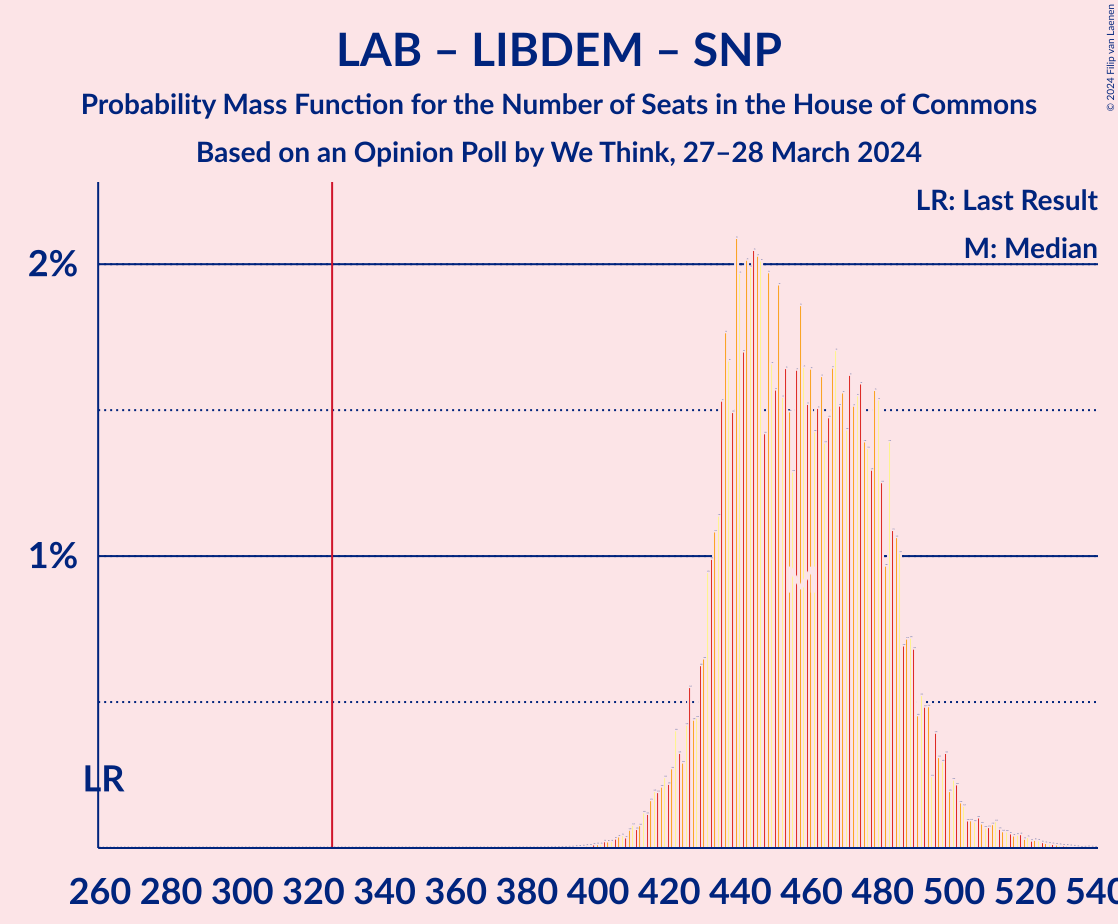 LAB – LIBDEM – SNP
Probability Mass Function for the Number of Seats in the House of Commons
Based on an Opinion Poll by We Think, 27–28 March 2024
© 2024 Filip van Laenen
LR: Last Result
M: Median
2%
1%
LR
260 280 300 320 340 360 380 400 420 440 460 480 500 520 540